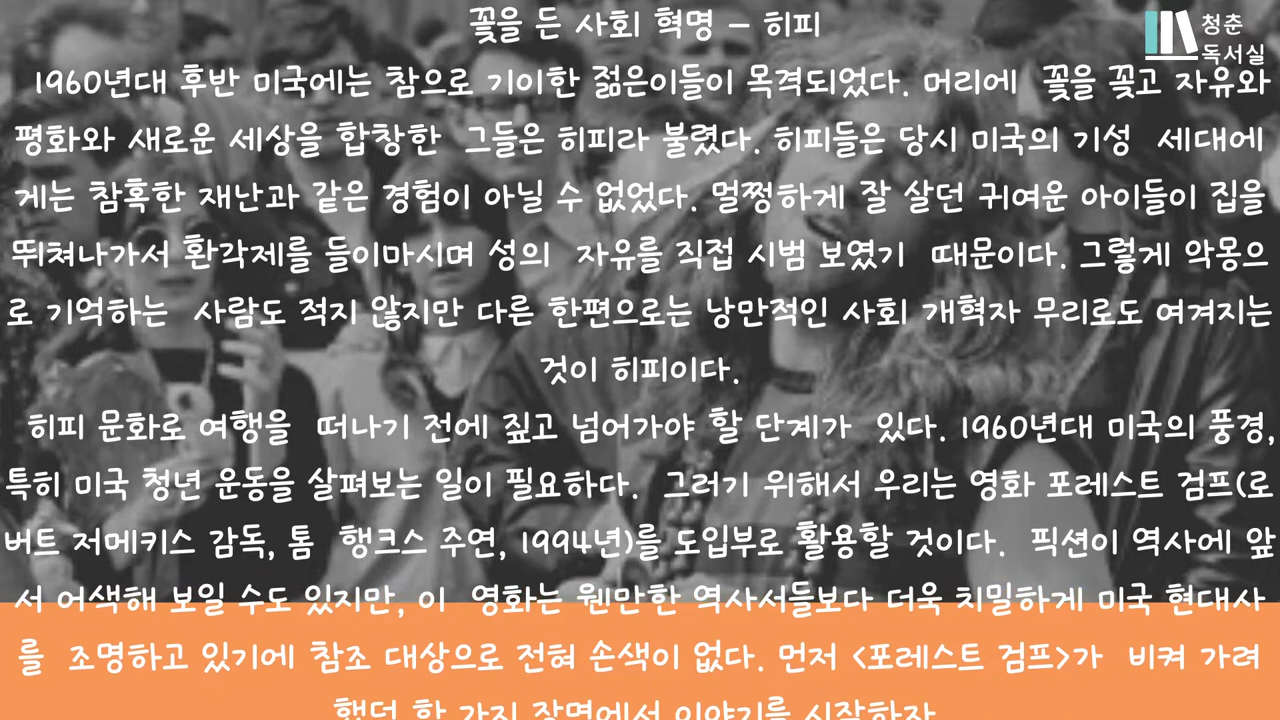 꽃을 든 사회 혁명 – 히피
청춘
독서실
1960년대 후반 미국에는 참으로 기이한 젊은이들이 목격되었다. 머리에 꽃을 꽂고 자유와
평화와 새로운 세상을 합창한 그들은 히피라 불렸다. 히피들은 당시 미국의 기성 세대에
게는 참혹한 재난과 같은 경험이 아닐 수 없었다. 멀쩡하게 잘 살던 귀여운 아이들이 집을
뛰쳐나가서 환각제를 들이마시며 성의 자유를 직접 시범 보였기 때문이다. 그렇게 악몽으
로 기억하는 사람도 적지 않지만 다른 한편으로는 낭만적인 사회 개혁자 무리로도 여겨지는
것이 히피이다.
히피 문화로 여행을 떠나기 전에 짚고 넘어가야 할 단계가 있다. 1960년대 미국의 풍경,
특히 미국 청년 운동을 살펴보는 일이 필요하다. 그러기 위해서 우리는 영화 포레스트 검프(로
버트 저메키스 감독, 톰 행크스 주연, 1994년)를 도입부로 활용할 것이다. 픽션이 역사에 앞
서 어색해 보일 수도 있지만, 이 영화는 웬만한 역사서들보다 더욱 치밀하게 미국 현대사
를 조명하고 있기에 참조 대상으로 전혀 손색이 없다. 먼저 <포레스트 검프>가 비켜 가려
했던 한 가지 장면에서 이야기를 시작하자